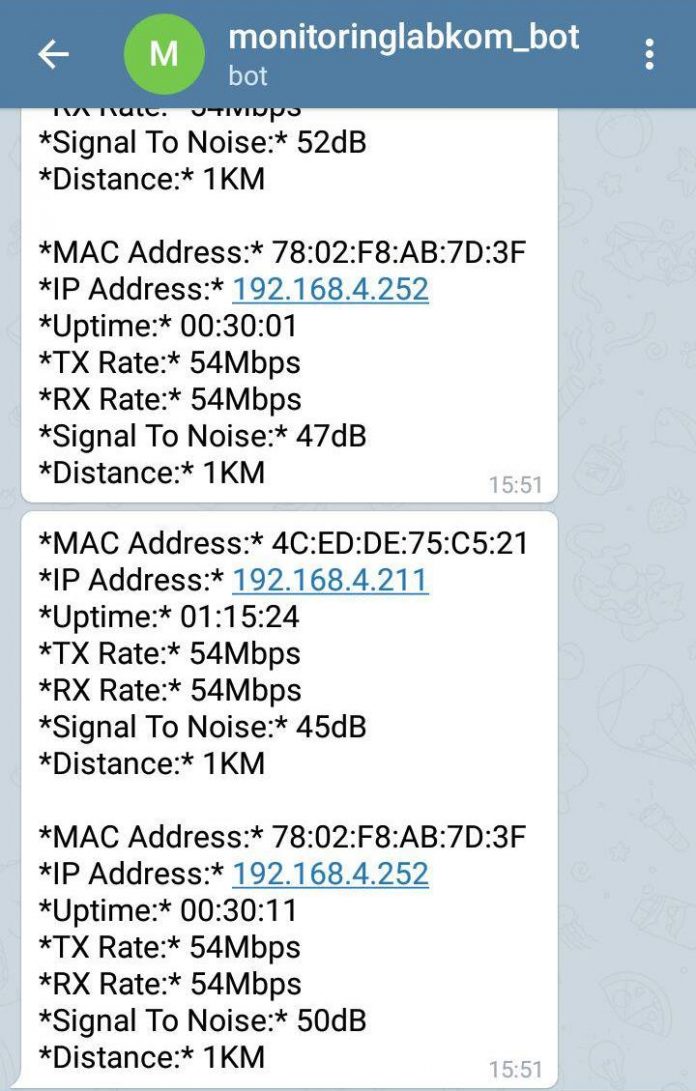 M
monitoringlabkom_bot
bot
RX Rate:* 54Mbps
*Signal To Noise:* 52dB
*Distance:* 1KM
*MAC Address:* 78:02:F8:AB:7D:3F
*IP Address:* 192.168.4.252
*Uptime:* 00:30:01
*TX Rate:* 54Mbps
*RX Rate:* 54Mbps
*Signal To Noise:* 47dB
*Distance:* 1KM
15:51
*MAC Address:* 4C:ED:DE:75:C5:21
*IP Address:* 192.168.4.211
*Uptime:* 01:15:24
*TX Rate:* 54Mbps
*RX Rate:* 54Mbps
*Signal To Noise:* 45dB
*Distance:* 1KM
*MAC Address:* 78:02:F8:AB:7D:3F
*IP Address:* 192.168.4.252
*Uptime:* 00:30:11
*TX Rate:* 54Mbps
*RX Rate:* 54Mbps
*Signal To Noise:* 50dB
*Distance:* 1KM
15:51